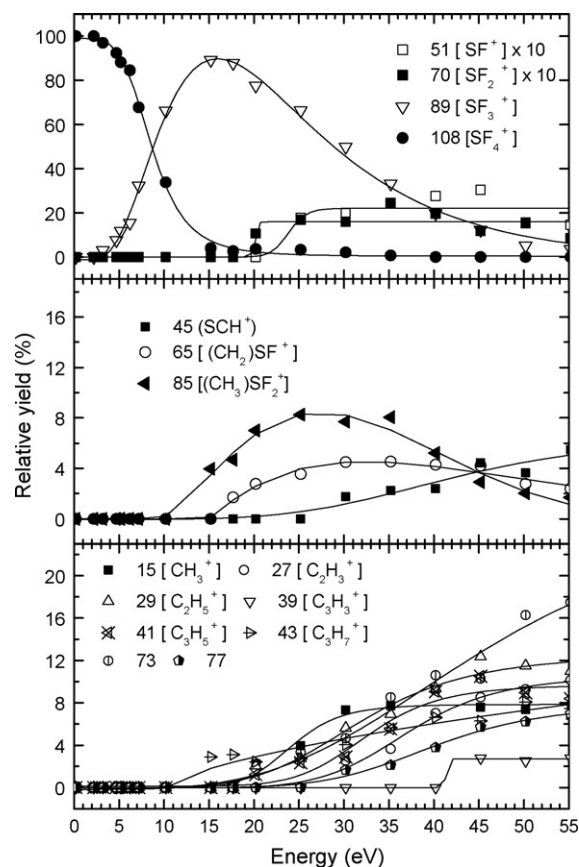 100
80
60
40
20
0
51 [ SF⁺ ] x 10
70 [ SF₂⁺ ] x 10
89 [SF₃⁺]
108 [SF₄⁺]
Relative yield (%)
16
12
8
4
0
45 (SCH⁺)
65 [ (CH₂)SF⁺ ]
85 [(CH₃)SF₂⁺]
20
16
12
8
4
0
15 [ CH₃⁺ ] 27 [ C₂H₃⁺ ]
29 [ C₂H₅⁺ ] 39 [ C₃H₃⁺ ]
41 [ C₃H₅⁺ ] 43 [ C₃H₇⁺ ]
73 77
0 5 10 15 20 25 30 35 40 45 50 55
Energy (eV)